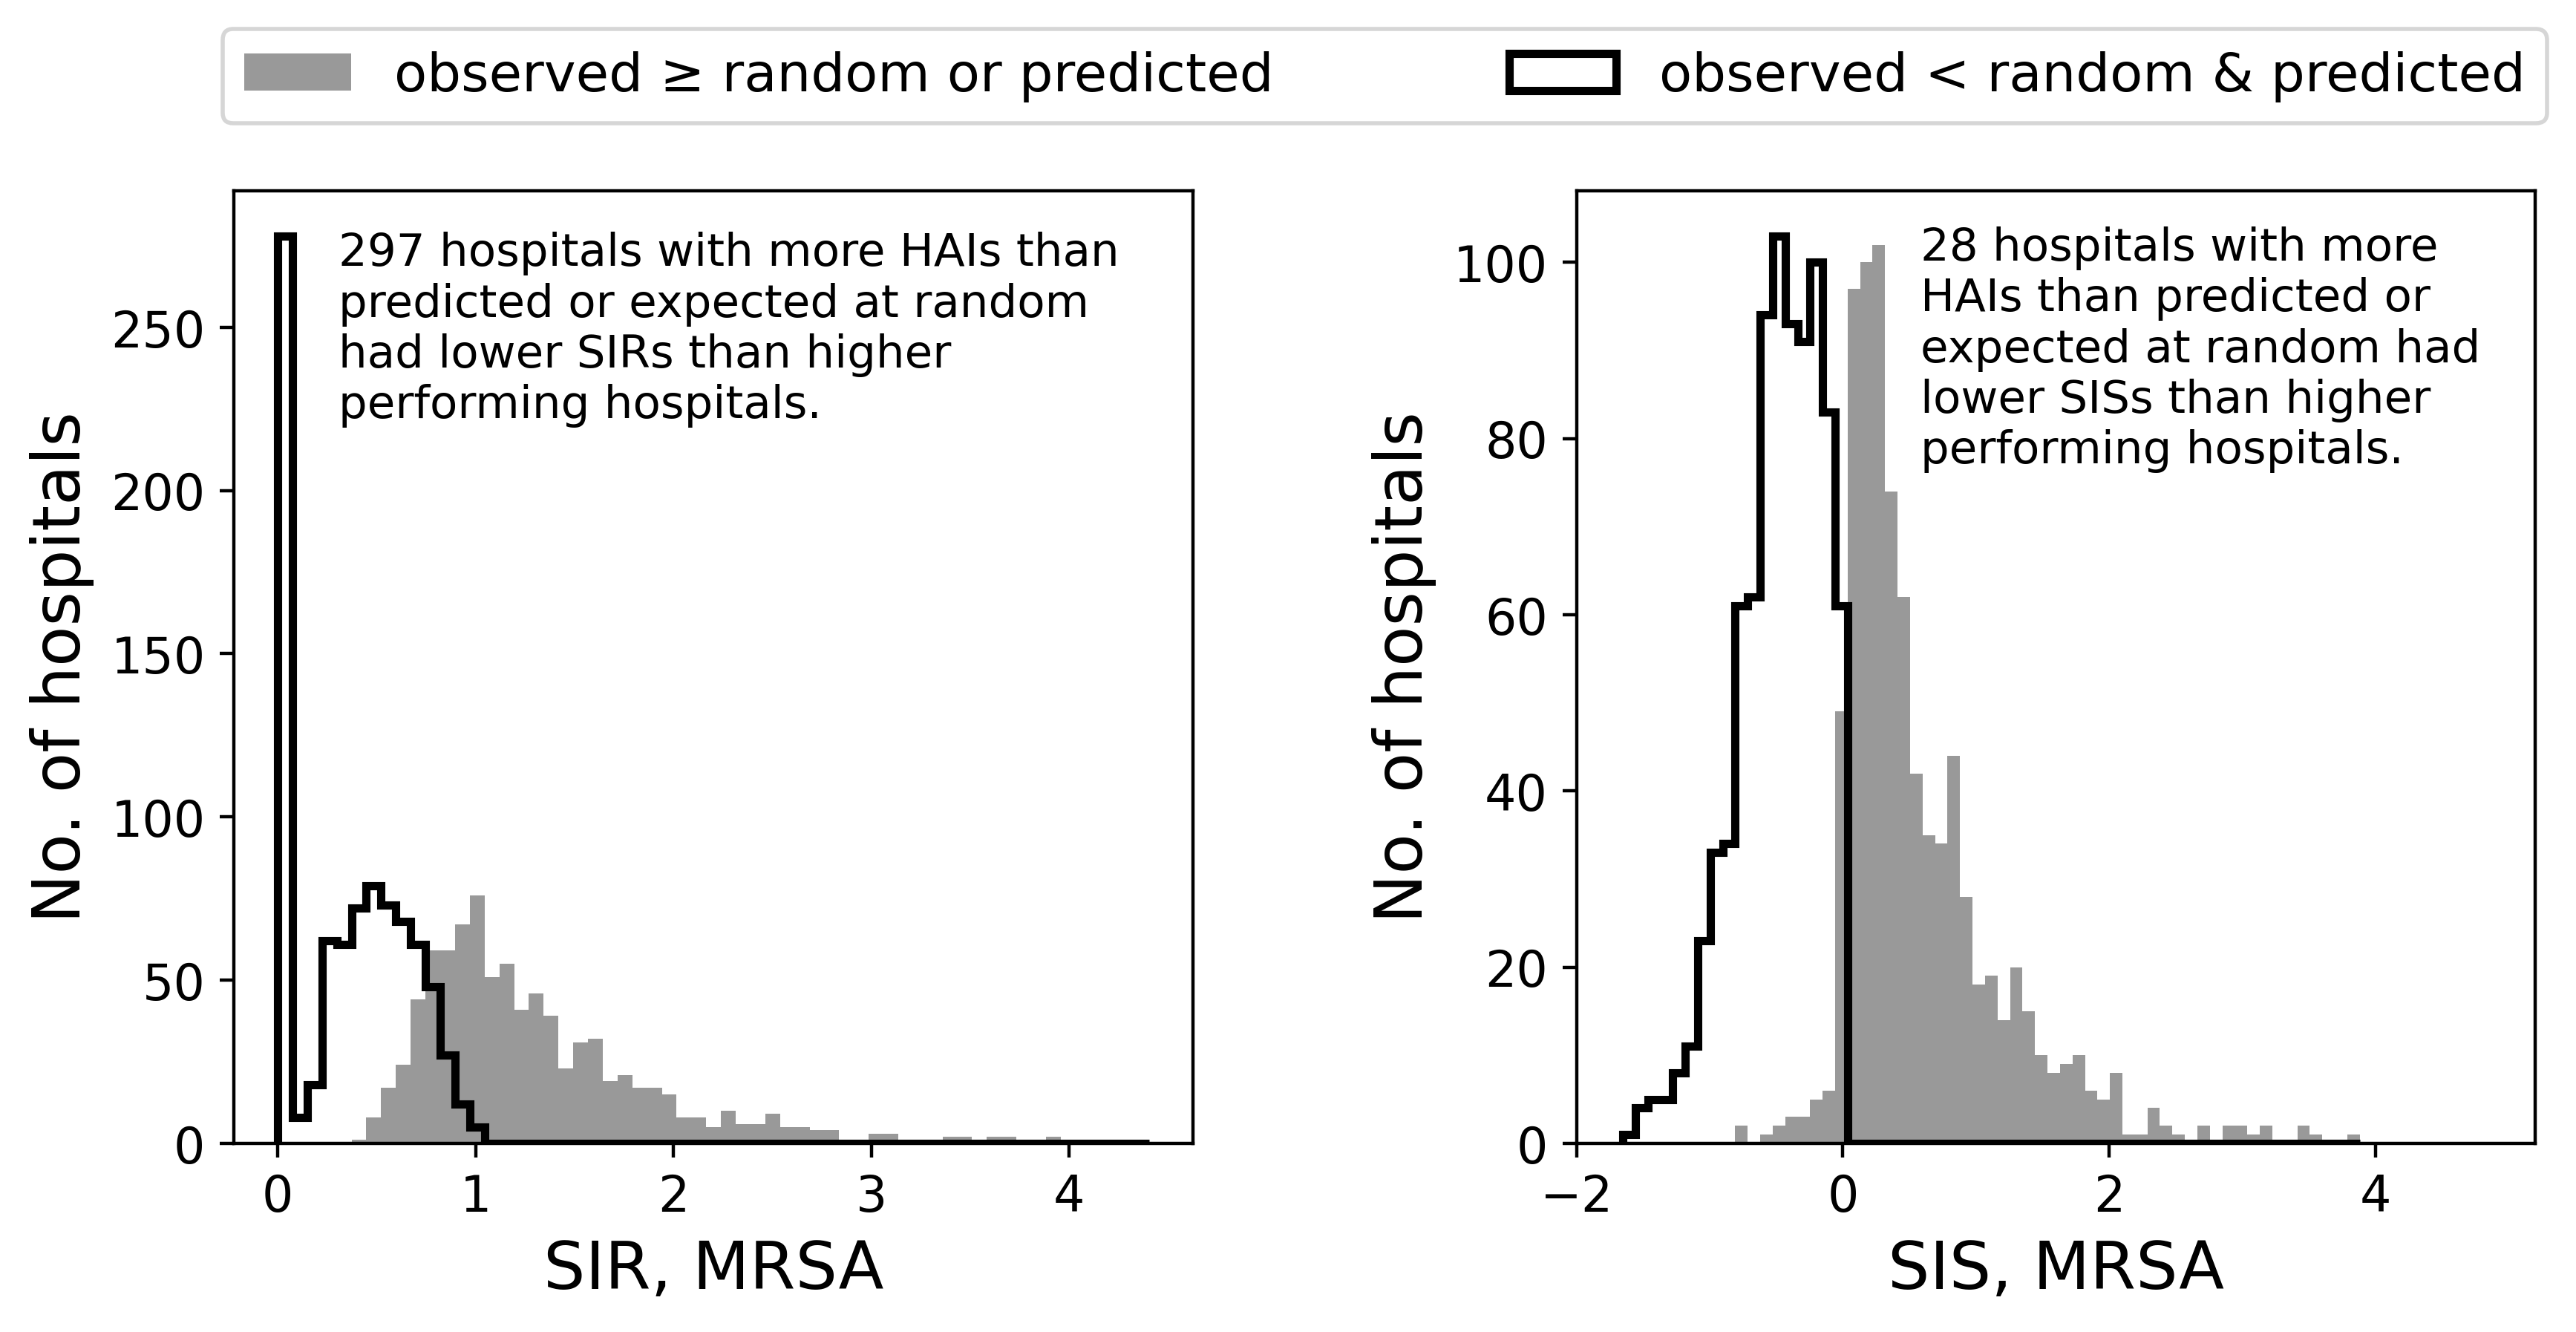 observed ≥ random or predicted
observed < random & predicted
297 hospitals with more HAIs than
predicted or expected at random
had lower SIRs than higher
performing hospitals.
No. of hospitals
250
200
150
100
50
0
0 1 2 3 4
SIR, MRSA
28 hospitals with more
HAIs than predicted or
expected at random had
lower SISs than higher
performing hospitals.
No. of hospitals
100
80
60
40
20
0
−2 0 2 4
SIS, MRSA